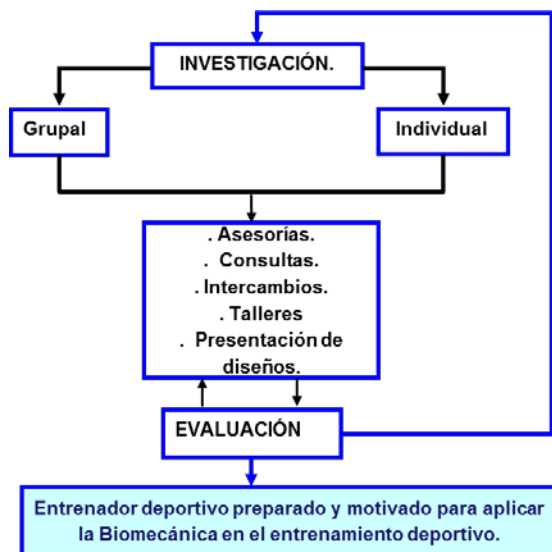 INVESTIGACIÓN.
Grupal
Individual
. Asesorías.
. Consultas.
. Intercambios.
. Talleres
. Presentación de
diseños.
EVALUACIÓN
Entrenador deportivo preparado y motivado para aplicar
la Biomecánica en el entrenamiento deportivo.